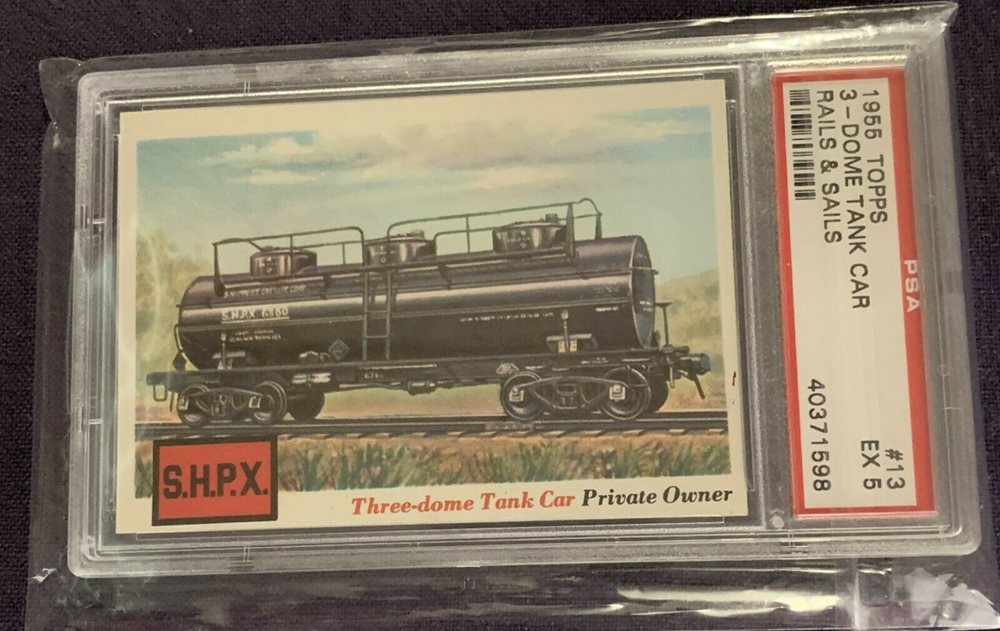 S.H.P.X. 6360
S.H.P.X.
Three-dome Tank Car Private Owner
1955 TOPPS
3-DOME TANK CAR
RAILS & SAILS
#13
EX 5
40371598
PSA